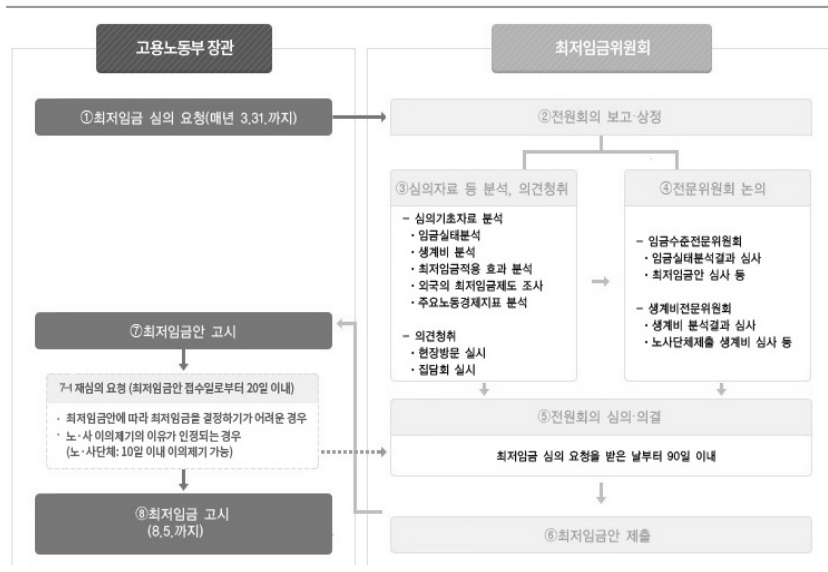 고용노동부 장관
최저임금위원회
①최저임금 심의 요청(매년 3.31.까지)
②전원회의 보고·상정
③심의자료 등 분석, 의견청취
- 심의기초자료 분석
· 임금실태분석
· 생계비 분석
· 최저임금적용 효과 분석
· 외국의 최저임금제도 조사
· 주요노동경제지표 분석
- 의견청취
· 현장방문 실시
· 집담회 실시
④전문위원회 논의
- 임금수준전문위원회
· 임금실태분석결과 심사
· 최저임금안 심사 등
- 생계비전문위원회
· 생계비 분석결과 심사
· 노사단체제출 생계비 심사 등
⑤전원회의 심의·의결
최저임금 심의 요청을 받은 날부터 90일 이내
⑥최저임금안 제출
⑦최저임금안 고시
7-1 재심의 요청 (최저임금안 접수일로부터 20일 이내)
· 최저임금안에 따라 최저임금을 결정하기가 어려운 경우
· 노·사 이의제기의 이유가 인정되는 경우
(노·사단체: 10일 이내 이의제기 가능)
⑧최저임금 고시
(8.5.까지)